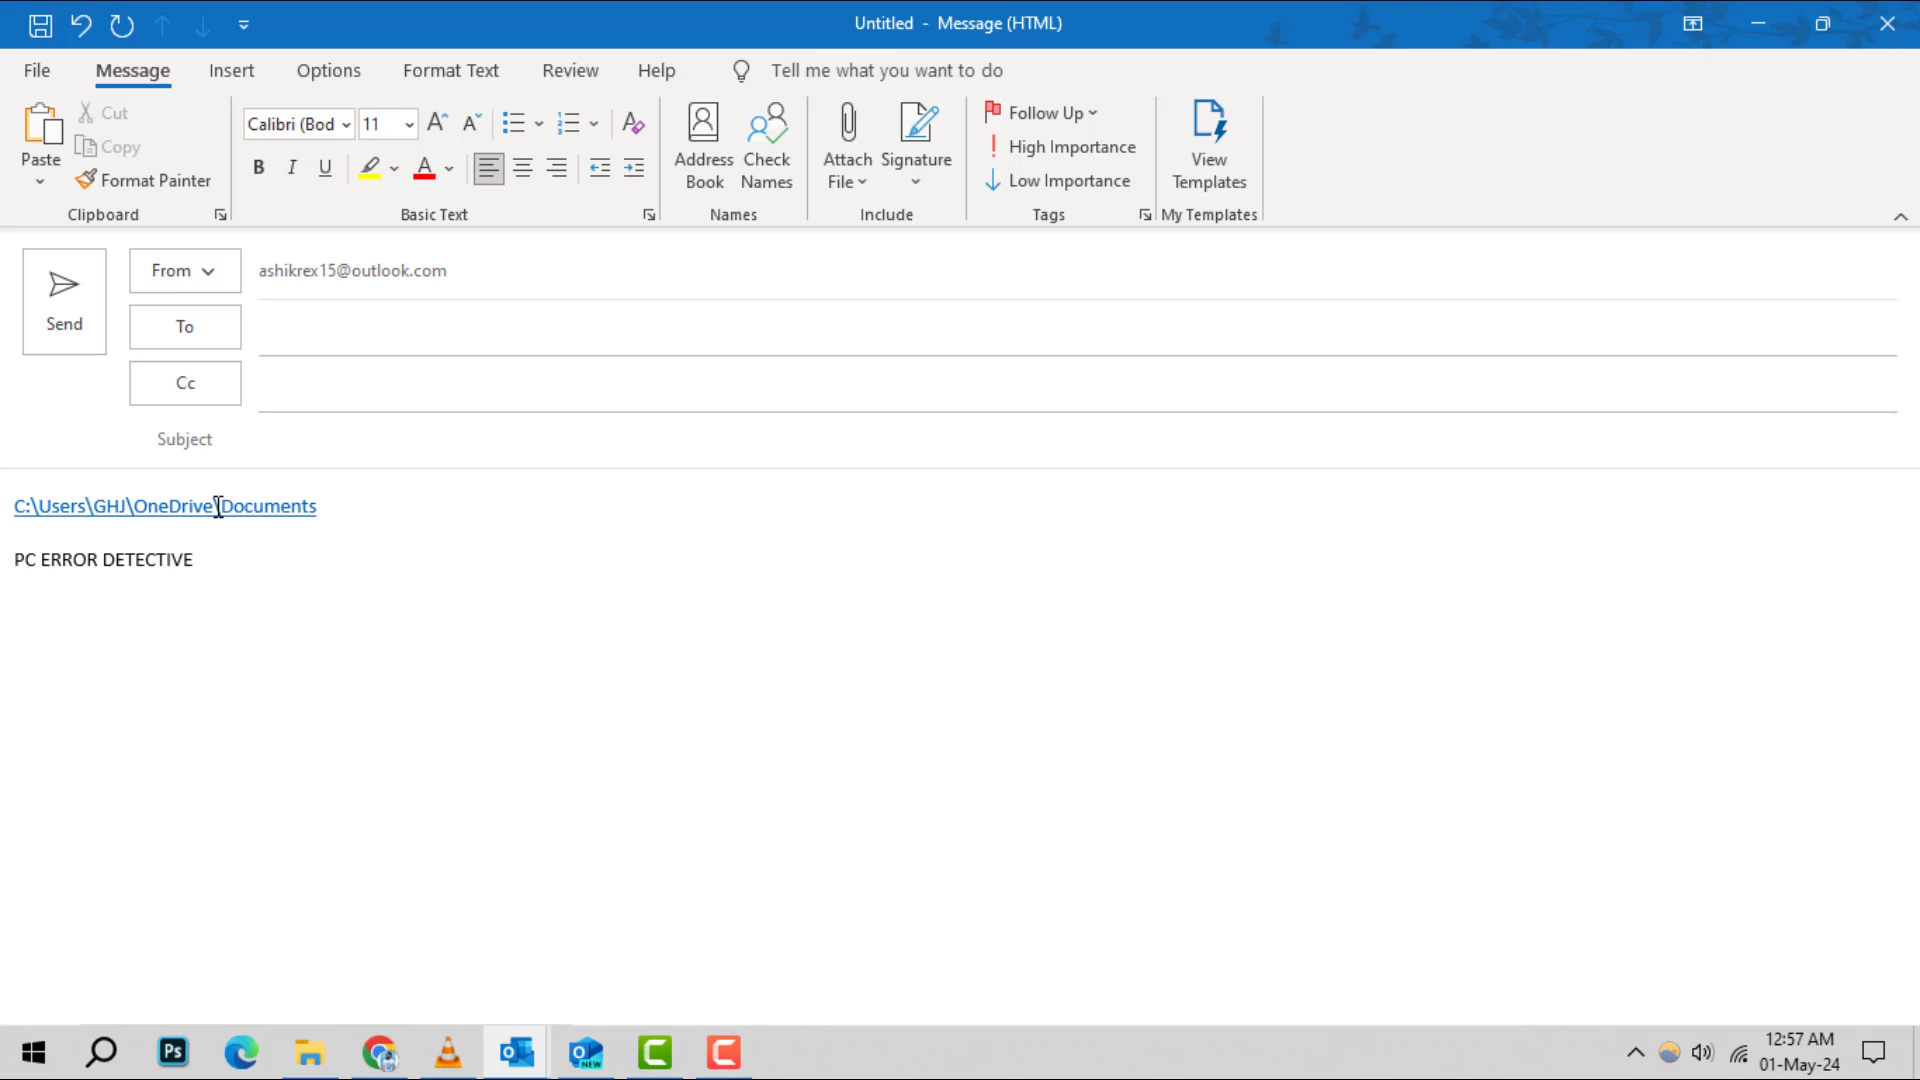 Untitled - Message (HTML)
File Message Insert Options Format Text Review Help Tell me what you want to do
Paste
Cut
Copy
Format Painter
Clipboard
Calibri (Bod 11
B I U A
Basic Text
Address Book
Check Names
Names
Attach File
Signature
Include
Follow Up
High Importance
Low Importance
Tags
View Templates
My Templates
Send
From ashikrex15@outlook.com
To
Cc
Subject
C:\Users\GHJ\OneDrive\Documents
PC ERROR DETECTIVE
Ps
NEW
12:57 AM
01-May-24